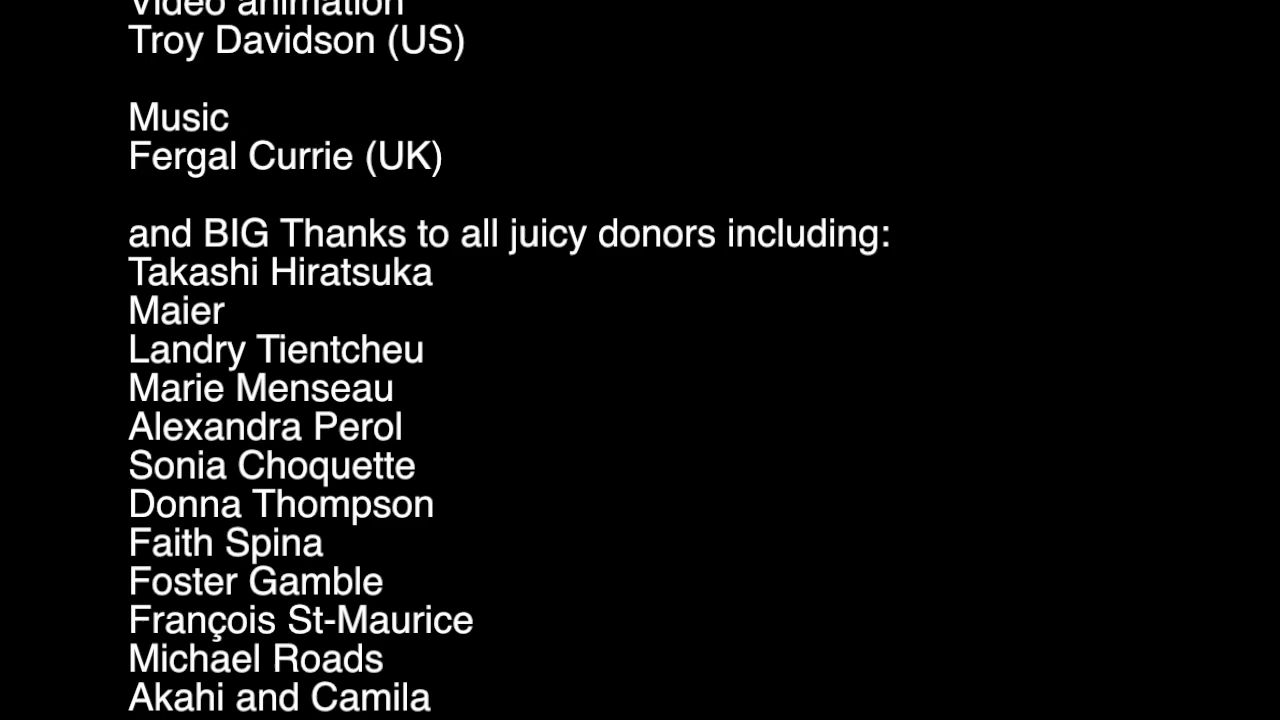 Video animation
Troy Davidson (US)
Music
Fergal Currie (UK)
and BIG Thanks to all juicy donors including:
Takashi Hiratsuka
Maier
Landry Tientcheu
Marie Menseau
Alexandra Perol
Sonia Choquette
Donna Thompson
Faith Spina
Foster Gamble
François St-Maurice
Michael Roads
Akahi and Camila